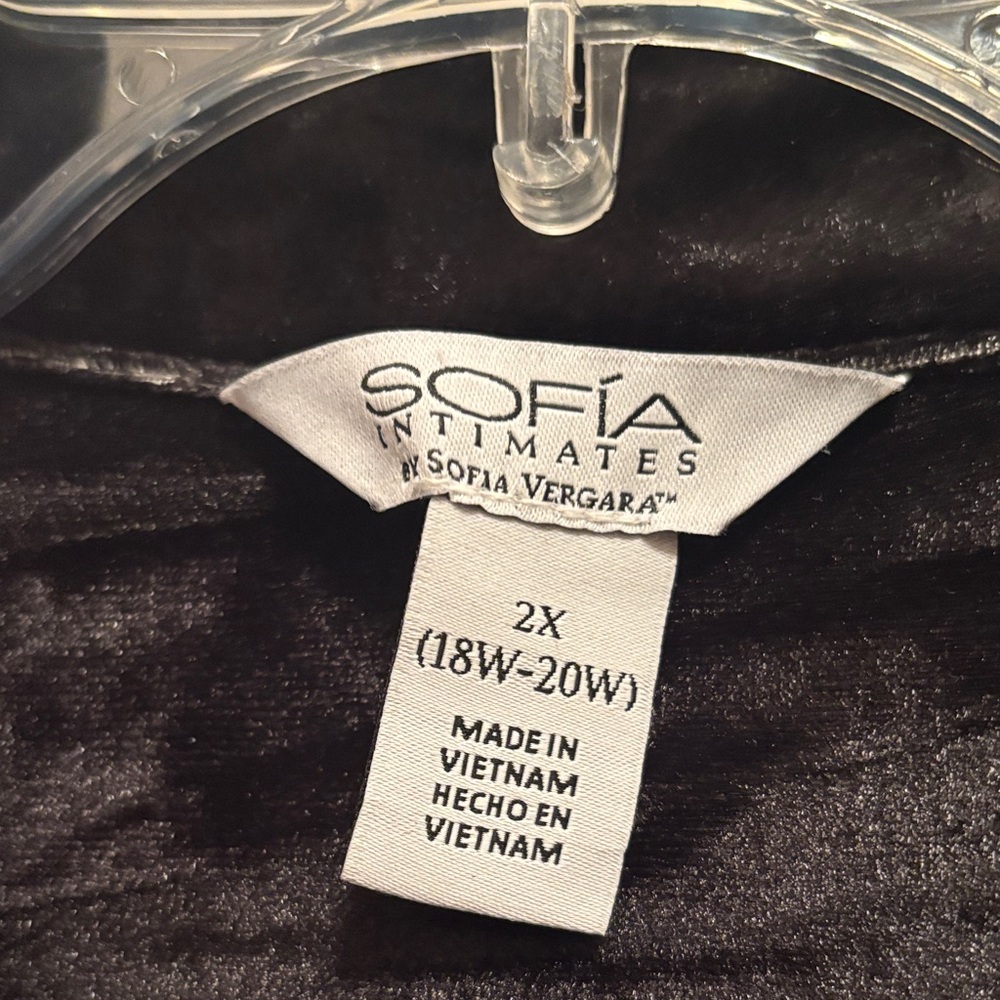 SOFÍA
INTIMATES
BY SOFIA VERGARA™
2X
(18W-20W)
MADE IN
VIETNAM
HECHO EN
VIETNAM